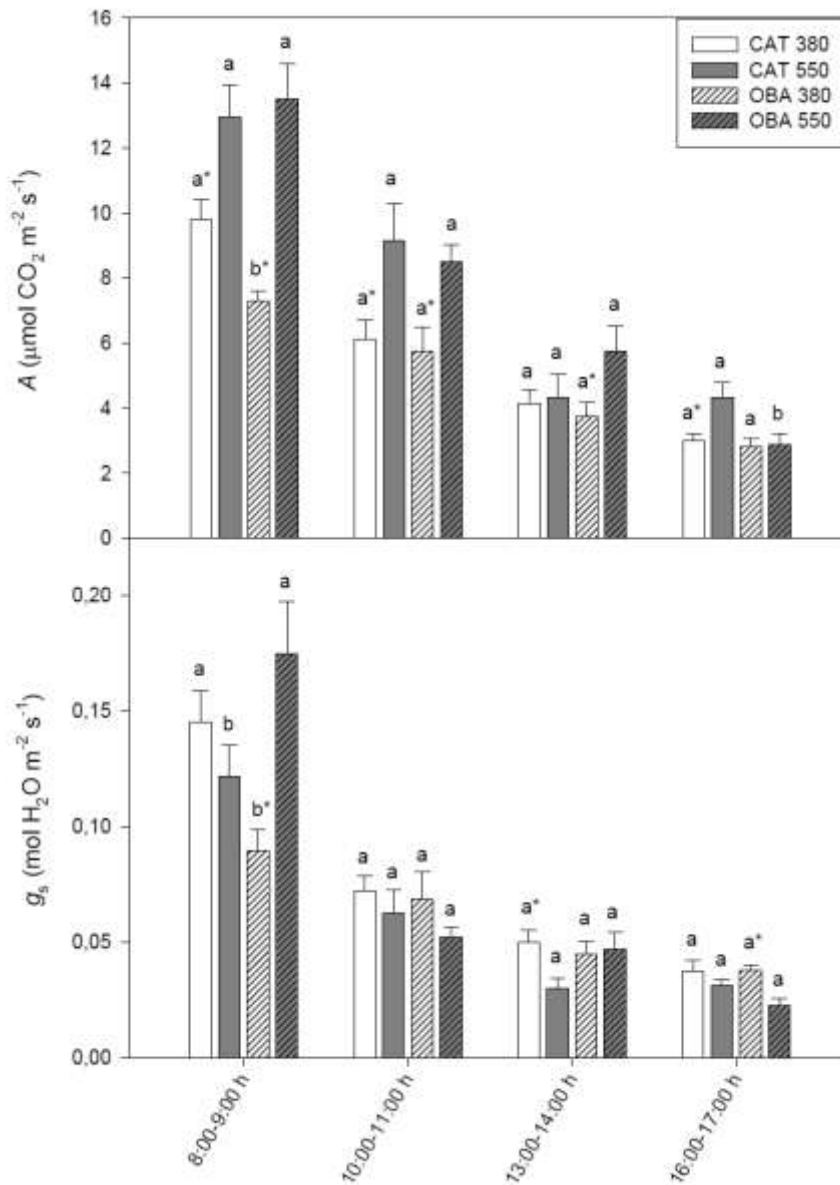 16
14
12
10
8
6
4
2
0
A (μmol CO₂ m⁻² s⁻¹)
CAT 380
CAT 550
OBA 380
OBA 550
a*
a
b*
a
a*
a
a*
a
a
a
a*
a
a*
a
a
b
0,20
0,15
0,10
0,05
0,00
gₛ (mol H₂O m⁻² s⁻¹)
a
b
b*
a
a
a
a
a
a*
a
a
a
a
a
a*
a
8:00-9:00 h
10:00-11:00 h
13:00-14:00 h
16:00-17:00 h